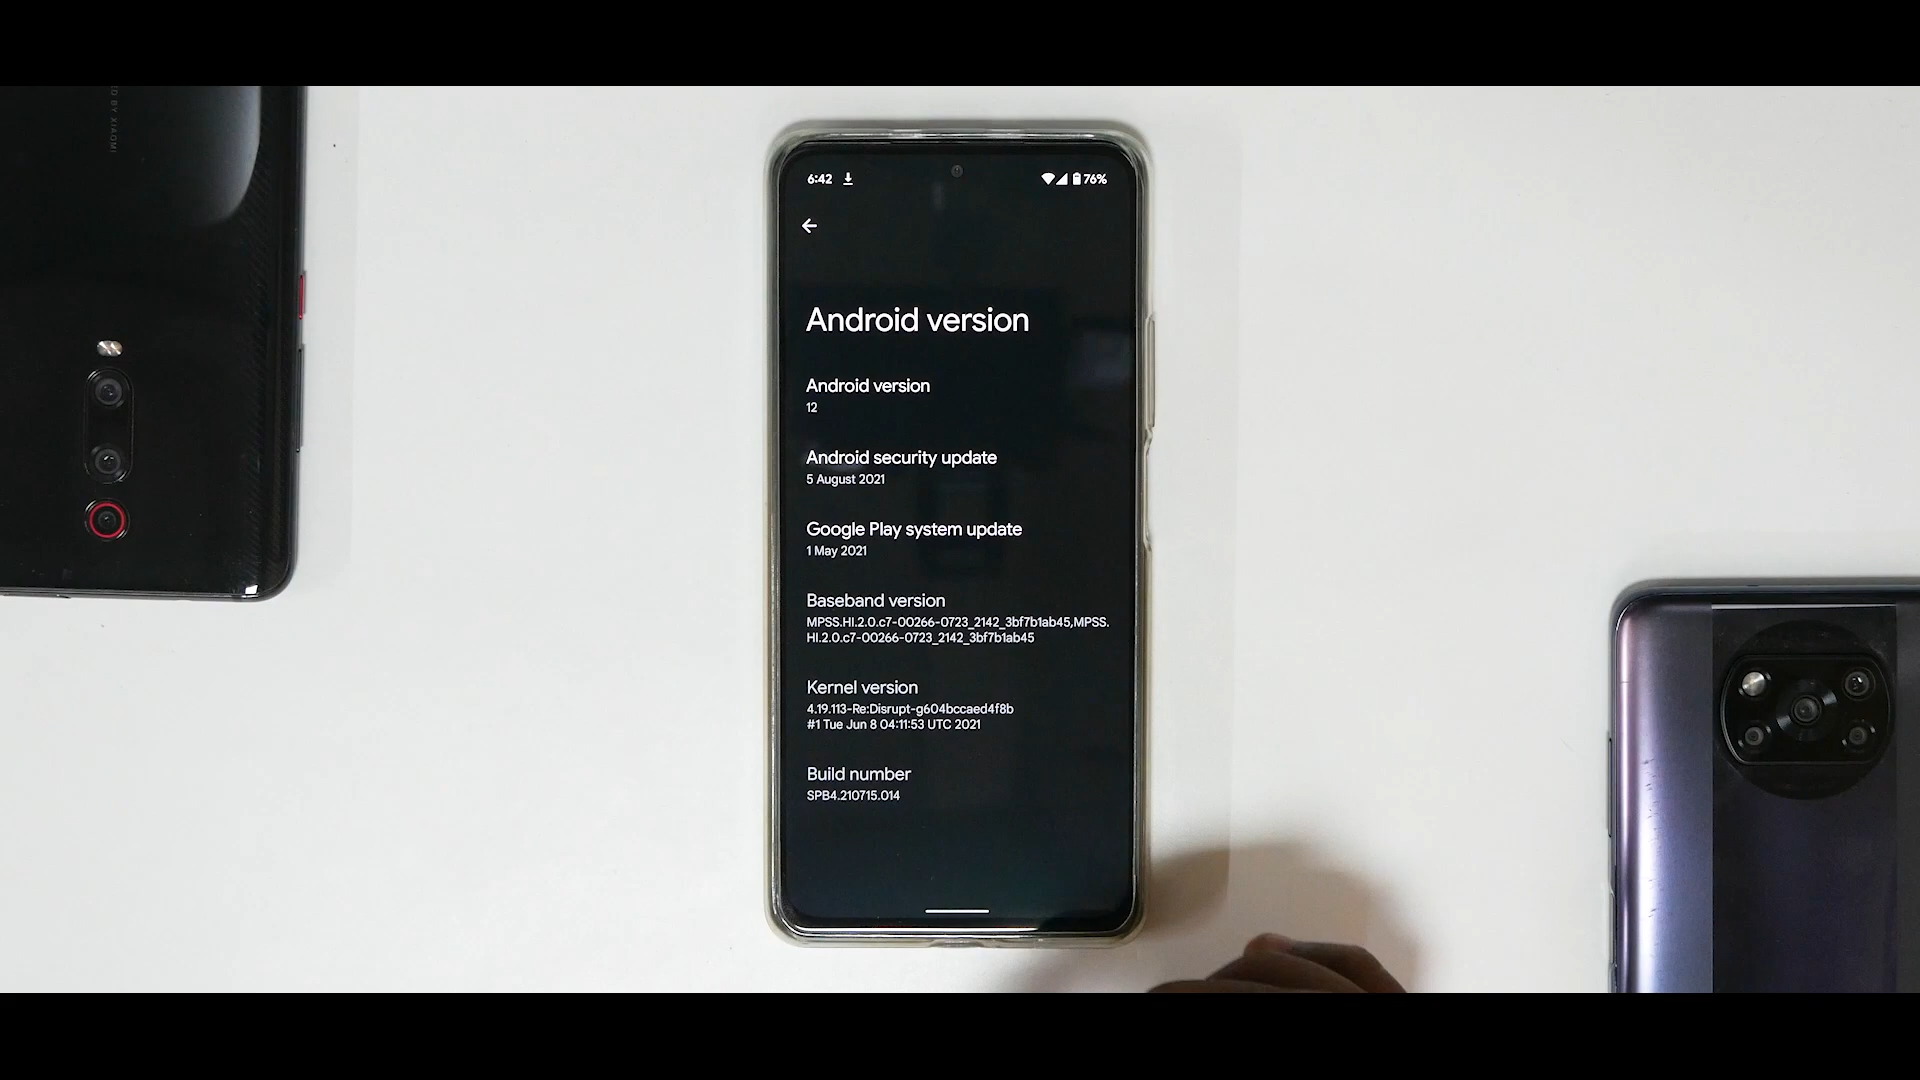 BY XIAOMI
6:42
76%
Android version
Android version
12
Android security update
5 August 2021
Google Play system update
1 May 2021
Baseband version
MPSS.HI.2.0.c7-00266-0723_2142_3bf7b1ab45,MPSS.
HI.2.0.c7-00266-0723_2142_3bf7b1ab45
Kernel version
4.19.113-Re:Disrupt-g604bccaed4f8b
#1 Tue Jun 8 04:11:53 UTC 2021
Build number
SPB4.210715.014